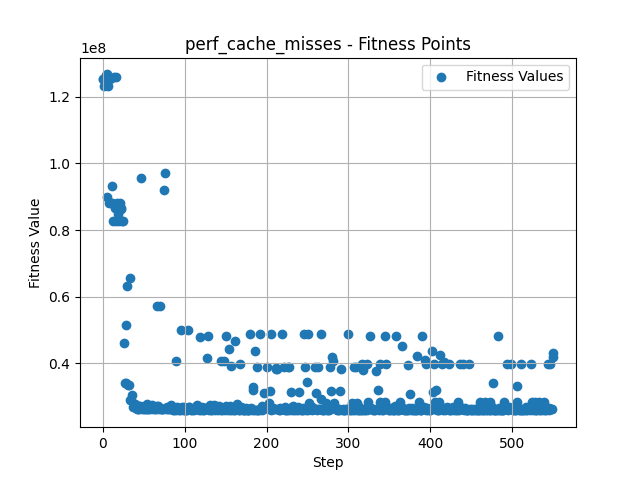 perf_cache_misses - Fitness Points
1e8
Fitness Values
1.2
1.0
0.8
0.6
0.4
Fitness Value
0 100 200 300 400 500
Step